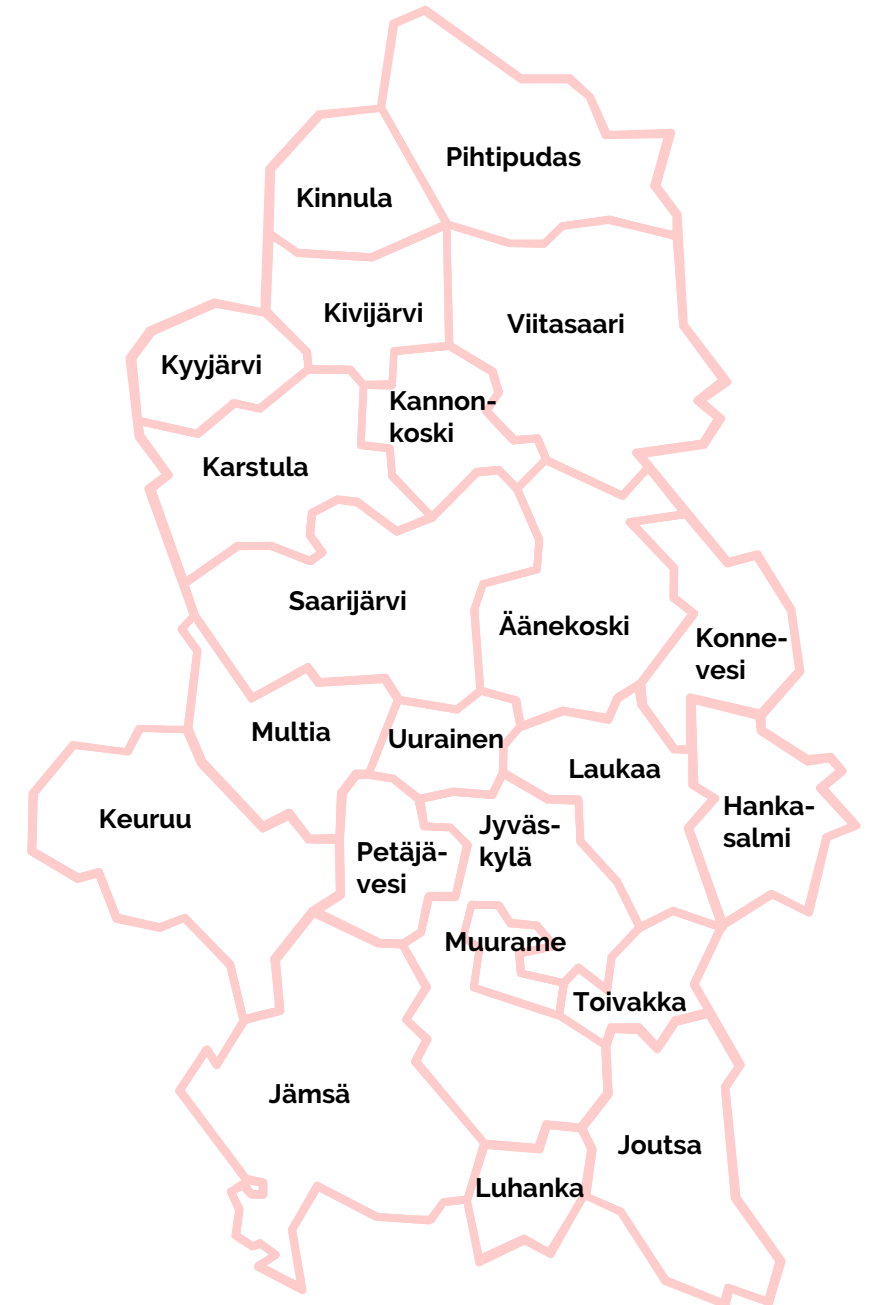 Pihtipudas
Kinnula
Kivijärvi
Viitasaari
Kyyjärvi
Kannon-
koski
Karstula
Saarijärvi
Äänekoski
Konne-
vesi
Multia
Uurainen
Laukaa
Keuruu
Hanka-
salmi
Jyväs-
kylä
Petäjä-
vesi
Muurame
Toivakka
Jämsä
Joutsa
Luhanka